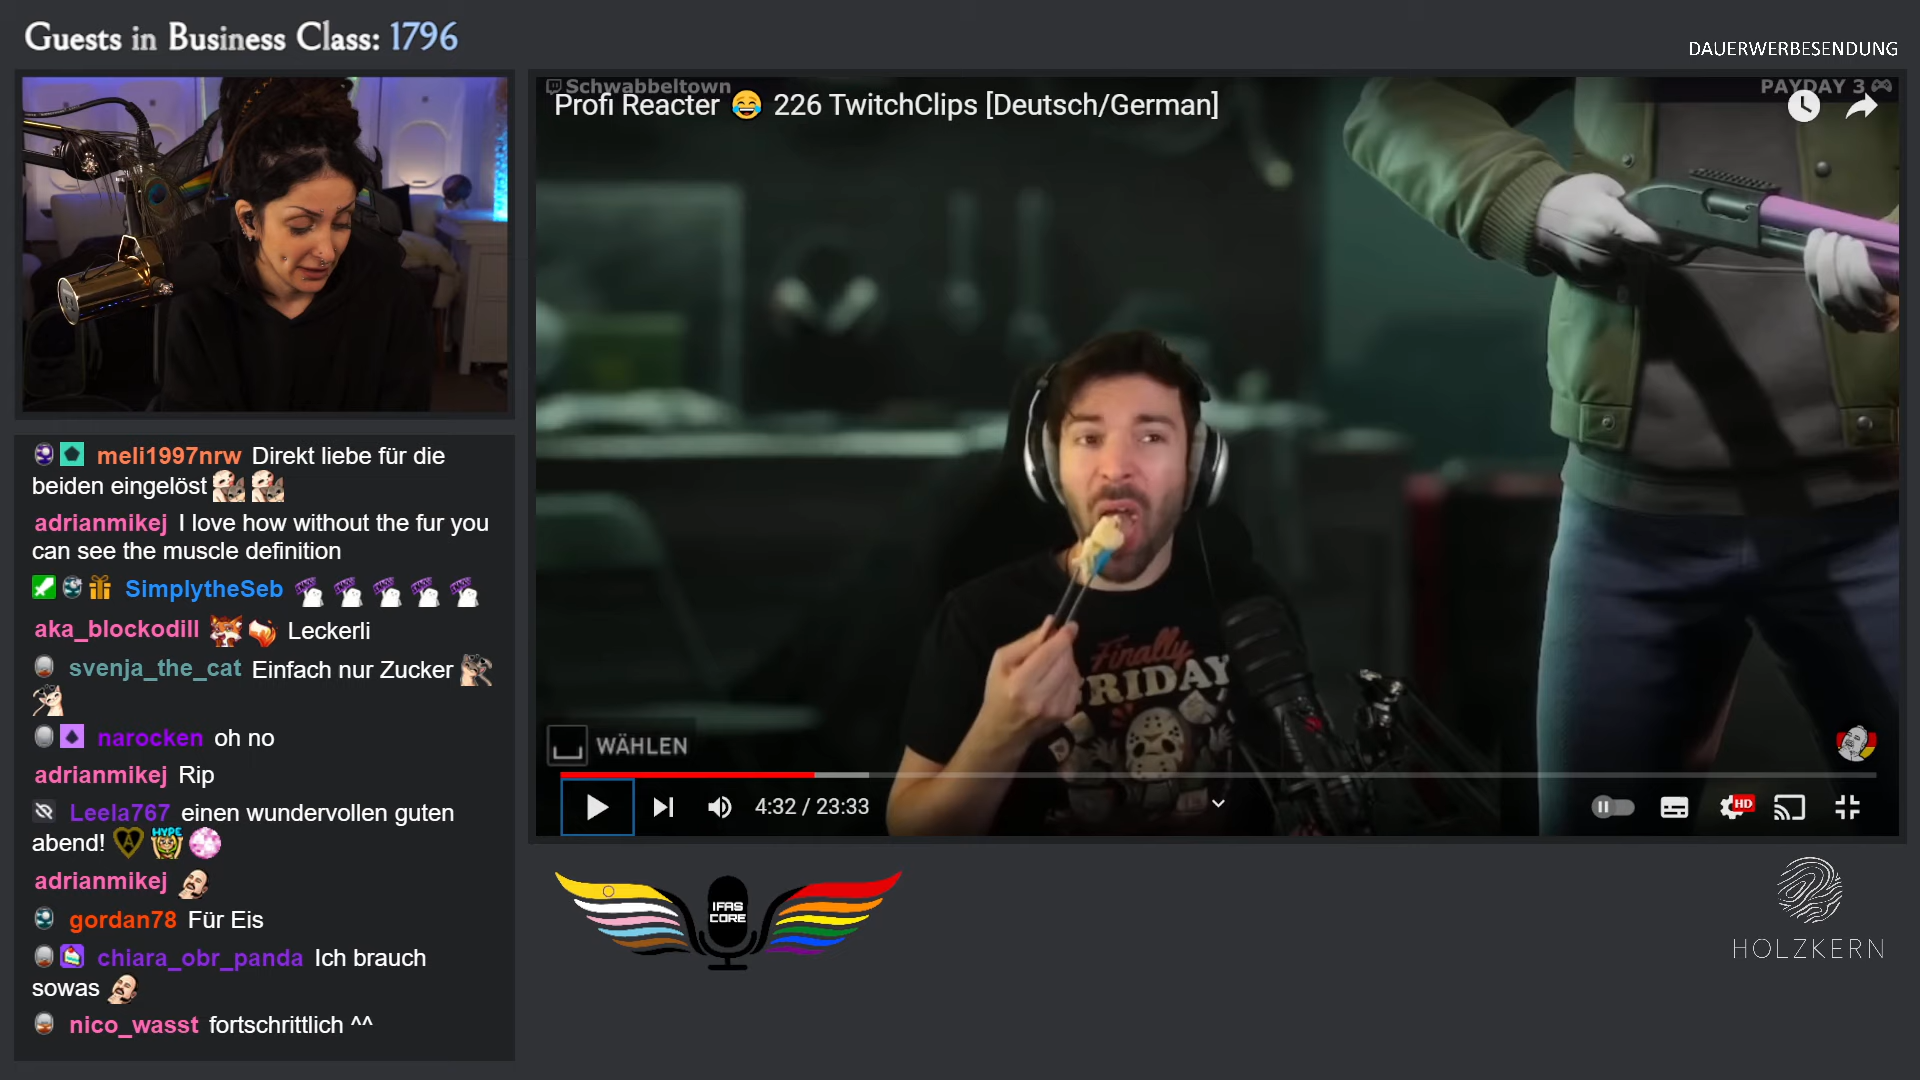 Guests in Business Class: 1796
DAUERWERBESENDUNG
Schwabbeltown
PAYDAY 3
Profi Reacter 😂 226 TwitchClips [Deutsch/German]
meli1997nrw Direkt liebe für die
beiden eingelöst
adrianmikej I love how without the fur you
can see the muscle definition
SimplytheSeb
aka_blockodill Leckerli
svenja_the_cat Einfach nur Zucker
narocken oh no
adrianmikej Rip
Leela767 einen wundervollen guten
abend!
HYPE
adrianmikej
gordan78 Für Eis
chiara_obr_panda Ich brauch
sowas
nico_wasst fortschrittlich ^^
Finally
FRIDAY
WÄHLEN
4:32 / 23:33
HD
IFAS
CORE
HOLZKERN